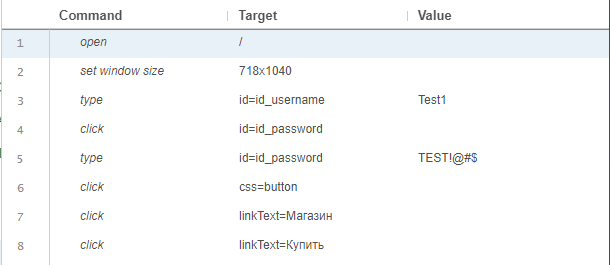 Command Target Value
1 open /
2 set window size 718x1040
3 type id=id_username Test1
4 click id=id_password
5 type id=id_password TEST!@#$
6 click css=button
7 click linkText=Магазин
8 click linkText=Купить